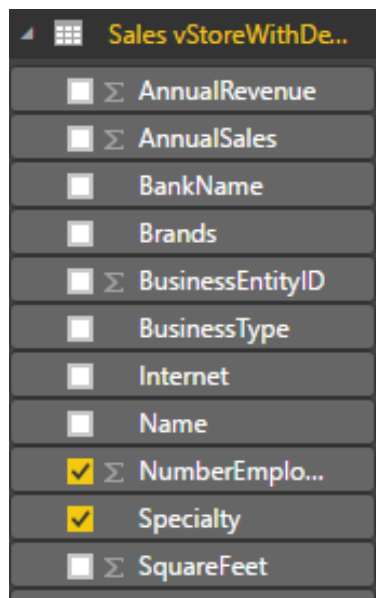 Sales vStoreWithDe...
Σ AnnualRevenue
Σ AnnualSales
BankName
Brands
Σ BusinessEntityID
BusinessType
Internet
Name
Σ NumberEmplo...
Specialty
Σ SquareFeet